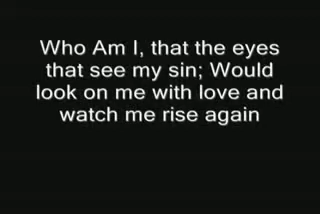 Who Am I, that the eyes
that see my sin; Would
look on me with love and
watch me rise again